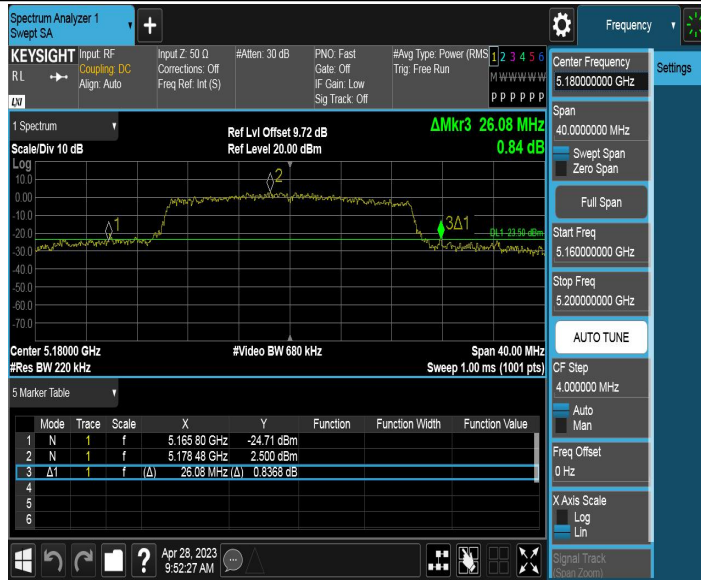 Spectrum Analyzer 1
Swept SA
+
Frequency
KEYSIGHT
Input: RF
Coupling: DC
Align: Auto
Input Z: 50 Ω
Corrections: Off
Freq Ref: Int (S)
#Atten: 30 dB
PNO: Fast
Gate: Off
IF Gain: Low
Sig Track: Off
#Avg Type: Power (RMS
Trig: Free Run
1 2 3 4 5 6
M W W W W W
P P P P P P
RL
LXI
1 Spectrum
Scale/Div 10 dB
Ref Lvl Offset 9.72 dB
Ref Level 20.00 dBm
ΔMkr3 26.08 MHz
0.84 dB
Log
10.0
0.00
-10.0
-20.0
-30.0
-40.0
-50.0
-60.0
-70.0
1
2
3Δ1
DL1 -23.50 dBm
Center 5.18000 GHz
#Res BW 220 kHz
#Video BW 680 kHz
Span 40.00 MHz
Sweep 1.00 ms (1001 pts)
5 Marker Table
Mode Trace Scale X Y Function Function Width Function Value
1 N 1 f 5.165 80 GHz -24.71 dBm
2 N 1 f 5.178 48 GHz 2.500 dBm
3 Δ1 1 f (Δ) 26.08 MHz (Δ) 0.8368 dB
4
5
6
?
Apr 28, 2023
9:52:27 AM
Center Frequency
5.180000000 GHz
Settings
Span
40.0000000 MHz
Swept Span
Zero Span
Full Span
Start Freq
5.160000000 GHz
Stop Freq
5.200000000 GHz
AUTO TUNE
CF Step
4.000000 MHz
Auto
Man
Freq Offset
0 Hz
X Axis Scale
Log
Lin
Signal Track
(Span Zoom)